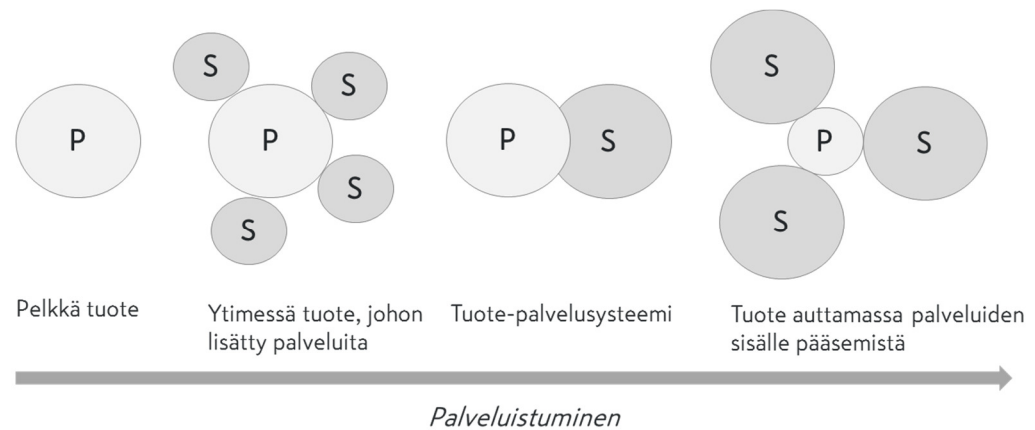 P
S
S
P
S
S
P
S
S
P
S
S
Pelkkä tuote
Ytimessä tuote, johon
lisätty palveluita
Tuote-palvelusysteemi
Tuote auttamassa palveluiden
sisälle pääsemistä
Palveluistuminen